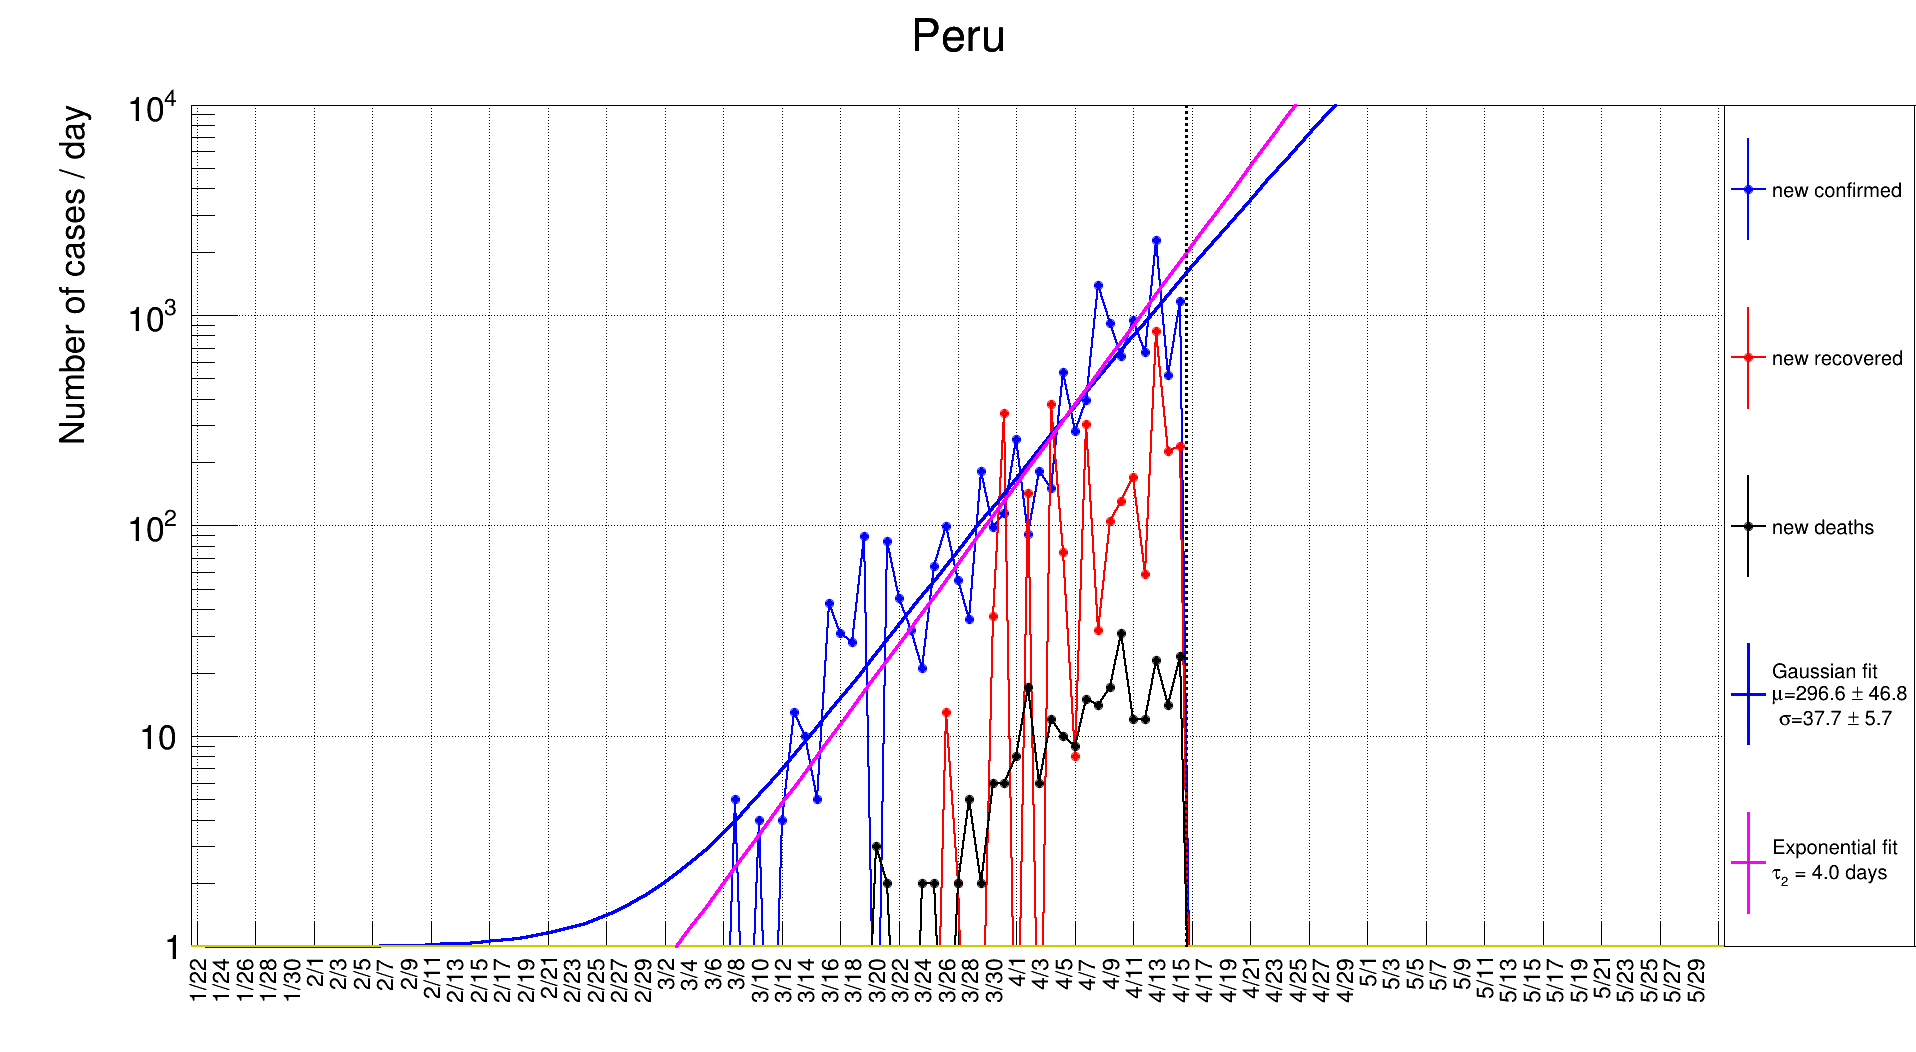 Peru
Number of cases / day
10^4
10^3
10^2
10
1
1/22 1/24 1/26 1/28 1/30 2/1 2/3 2/5 2/7 2/9 2/11 2/13 2/15 2/17 2/19 2/21 2/23 2/25 2/27 2/29 3/2 3/4 3/6 3/8 3/10 3/12 3/14 3/16 3/18 3/20 3/22 3/24 3/26 3/28 3/30 4/1 4/3 4/5 4/7 4/9 4/11 4/13 4/15 4/17 4/19 4/21 4/23 4/25 4/27 4/29 5/1 5/3 5/5 5/7 5/9 5/11 5/13 5/15 5/17 5/19 5/21 5/23 5/25 5/27 5/29
new confirmed
new recovered
new deaths
Gaussian fit
μ=296.6 ± 46.8
σ=37.7 ± 5.7
Exponential fit
τ₂ = 4.0 days